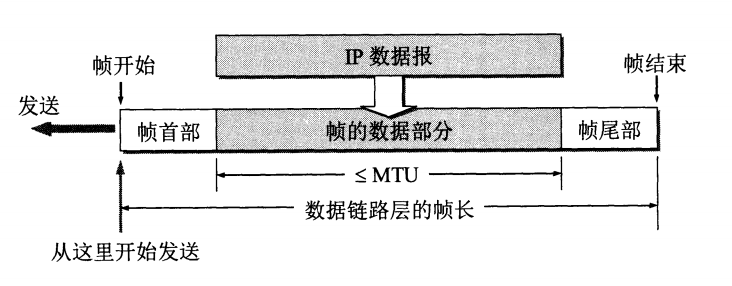 IP 数据报
帧开始
帧结束
发送
帧首部
帧的数据部分
帧尾部
≤ MTU
数据链路层的帧长
从这里开始发送